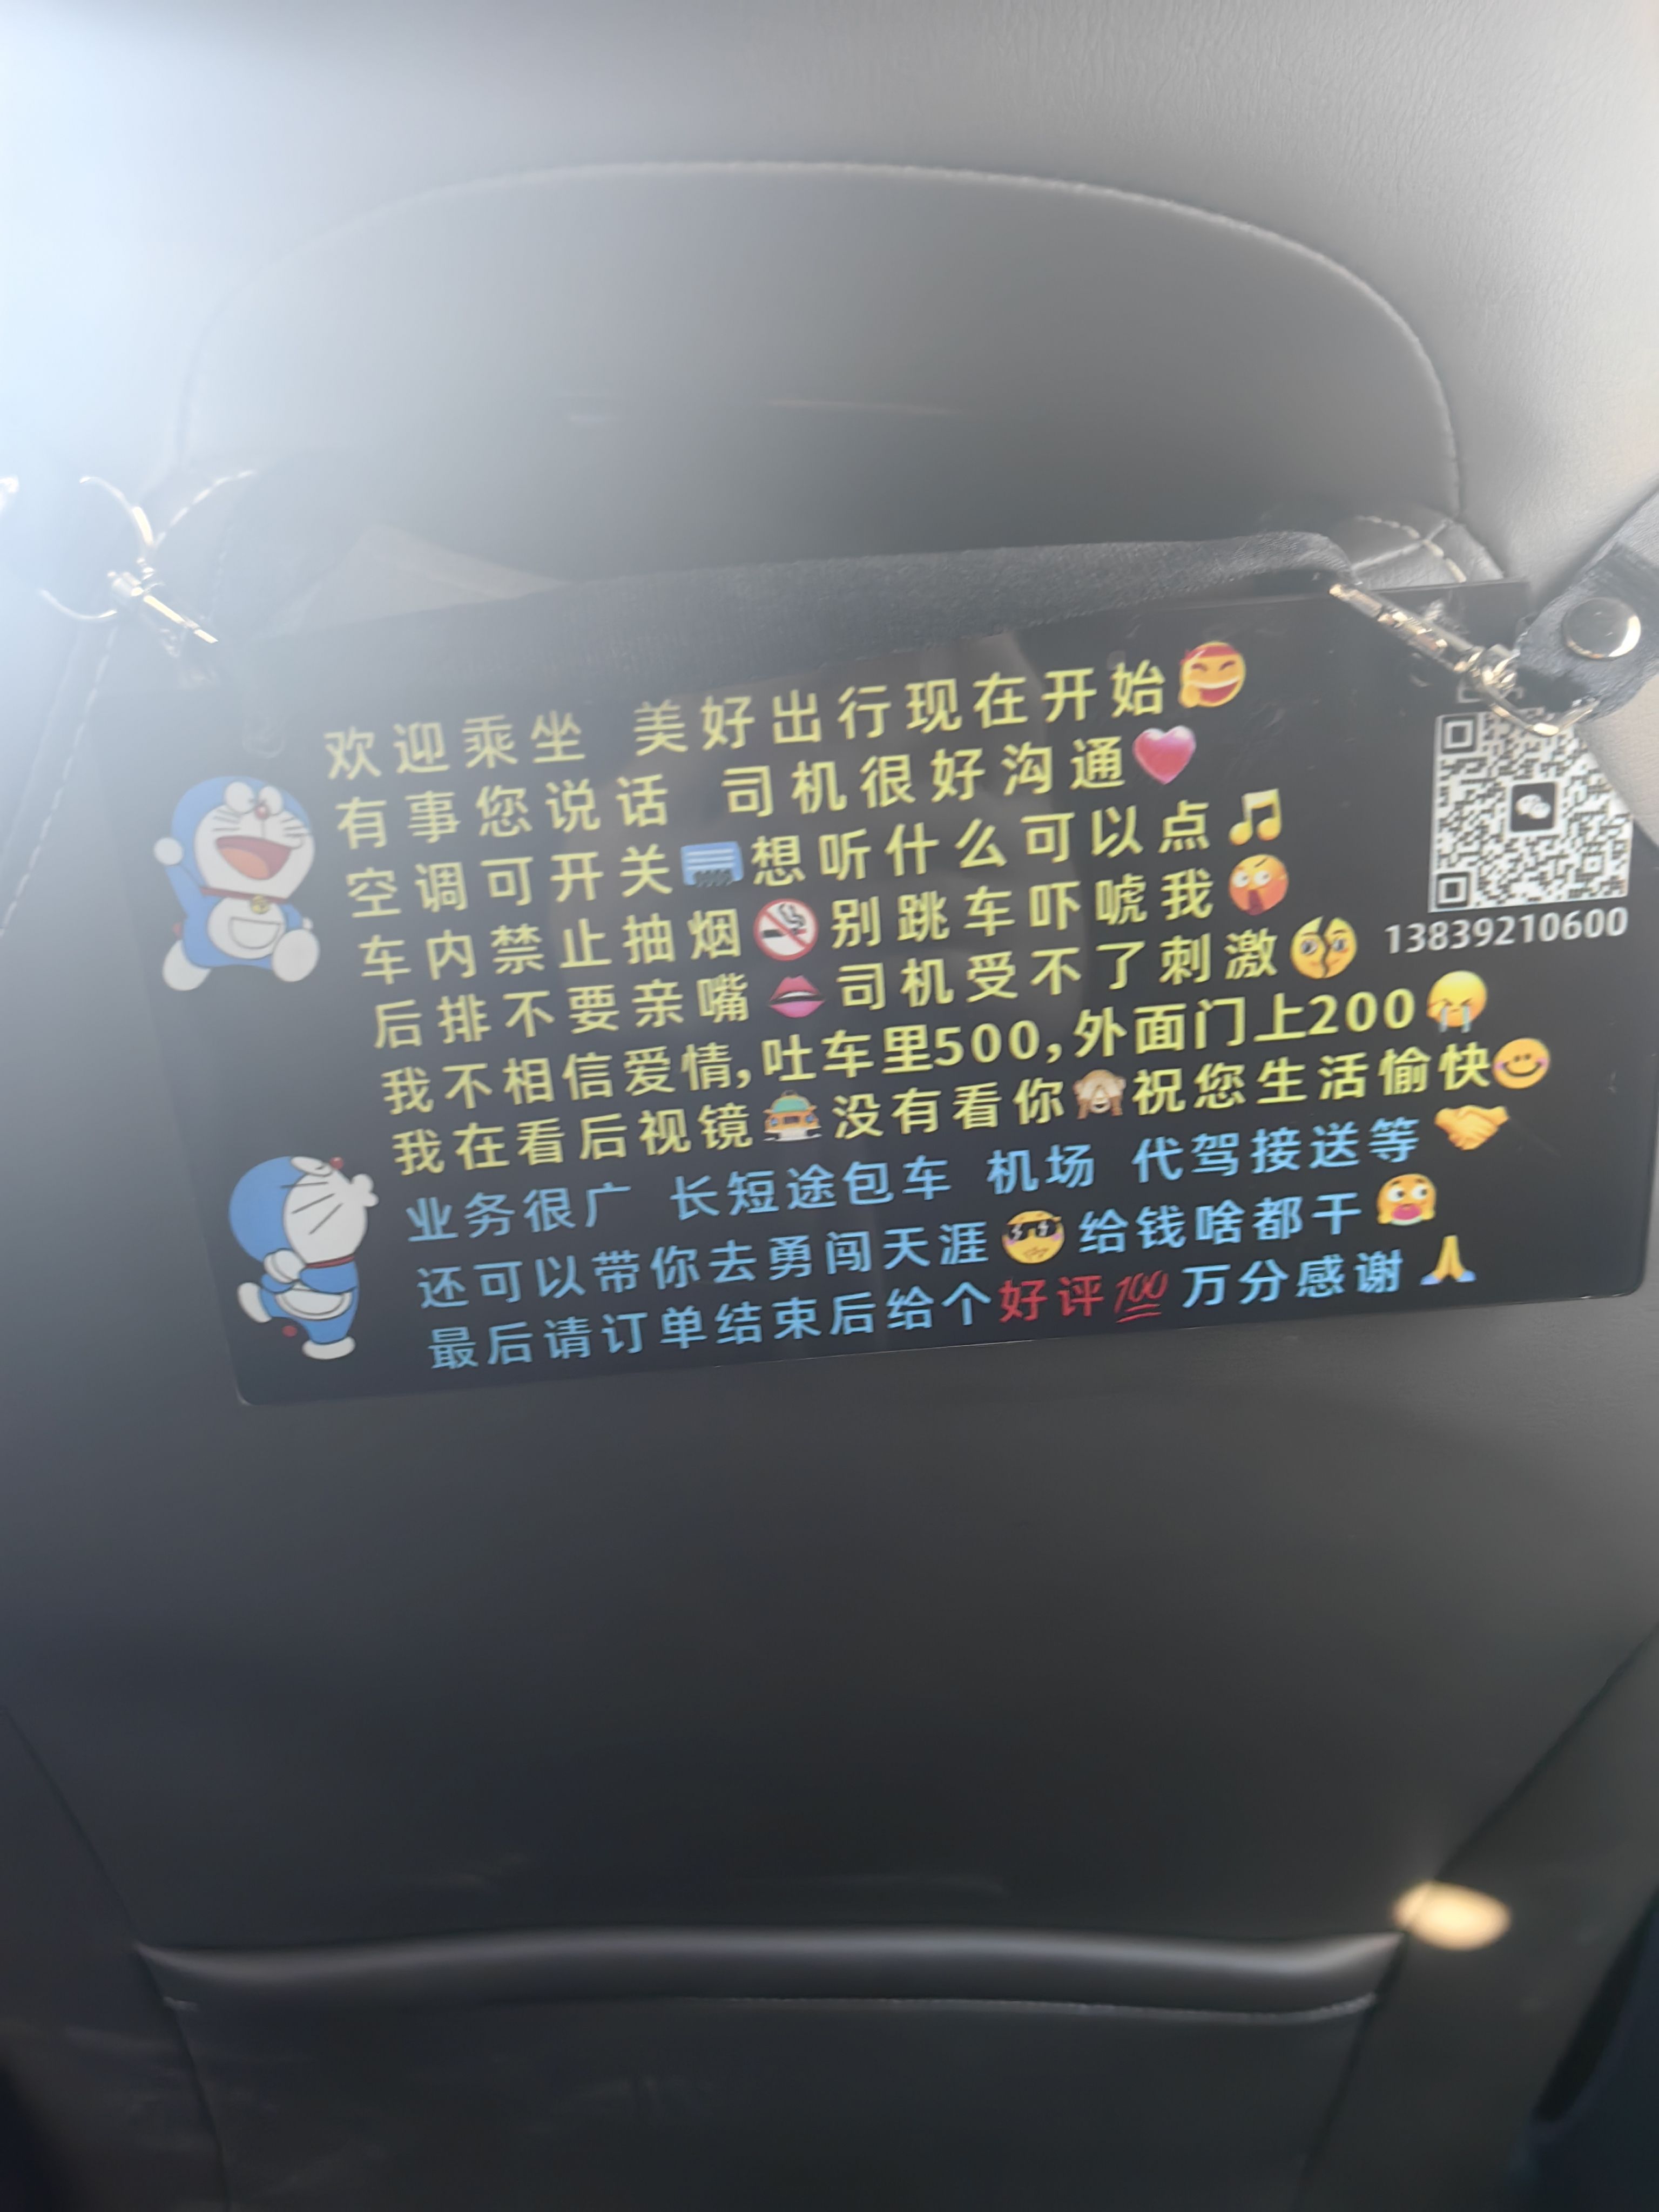 欢迎乘坐 美好出行现在开始
有事您说话 司机很好沟通
空调可开关 想听什么可以点
车内禁止抽烟 别跳车吓唬我
后排不要亲嘴 司机受不了刺激
我不相信爱情,吐车里500,外面门上200
我在看后视镜 没有看你 祝您生活愉快
业务很广 长短途包车 机场 代驾接送等
还可以带你去勇闯天涯 给钱啥都干
最后请订单结束后给个好评💯万分感谢
13839210600